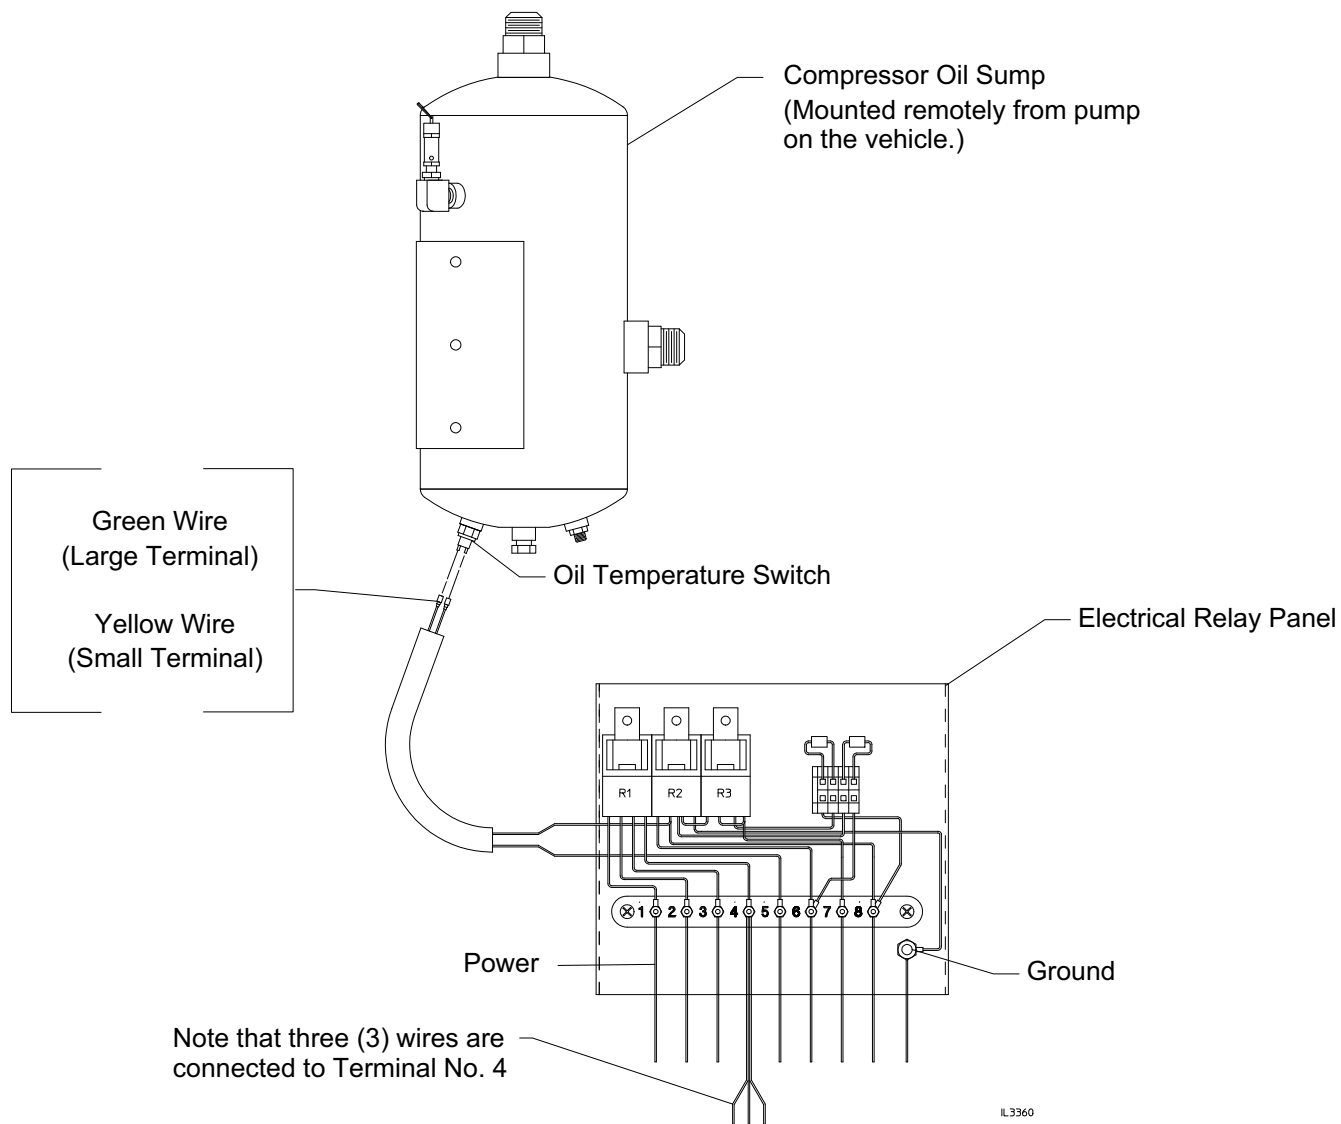 Compressor Oil Sump
(Mounted remotely from pump
on the vehicle.)
Green Wire
(Large Terminal)
Yellow Wire
(Small Terminal)
Oil Temperature Switch
Electrical Relay Panel
R1 R2 R3
1 2 3 4 5 6 7 8
Power
Ground
Note that three (3) wires are
connected to Terminal No. 4
IL3360